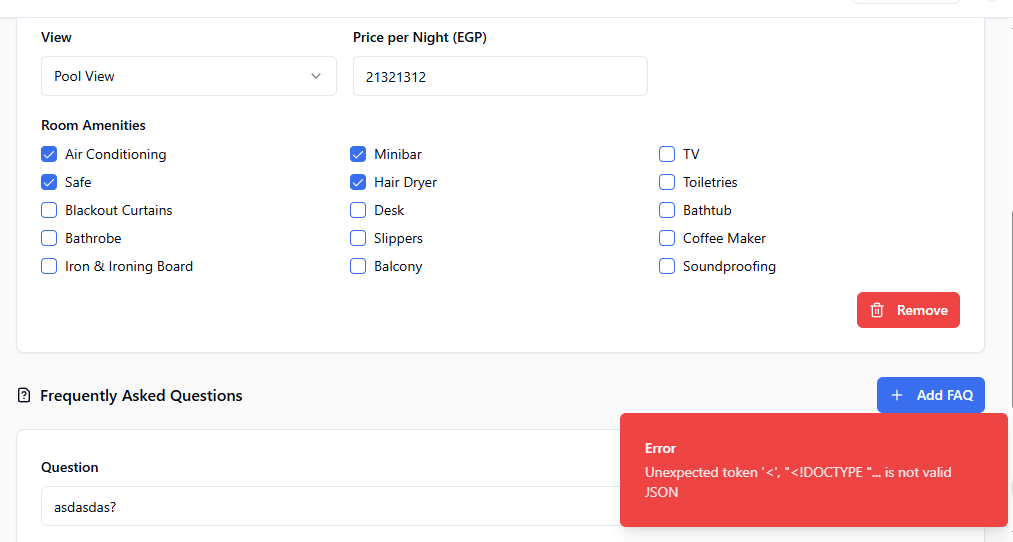 View
Price per Night (EGP)
Pool View
21321312
Room Amenities
Air Conditioning
Minibar
TV
Safe
Hair Dryer
Toiletries
Blackout Curtains
Desk
Bathtub
Bathrobe
Slippers
Coffee Maker
Iron & Ironing Board
Balcony
Soundproofing
Remove
Frequently Asked Questions
Add FAQ
Error
Unexpected token '<', "<!DOCTYPE "... is not valid
JSON
Question
asdasdas?